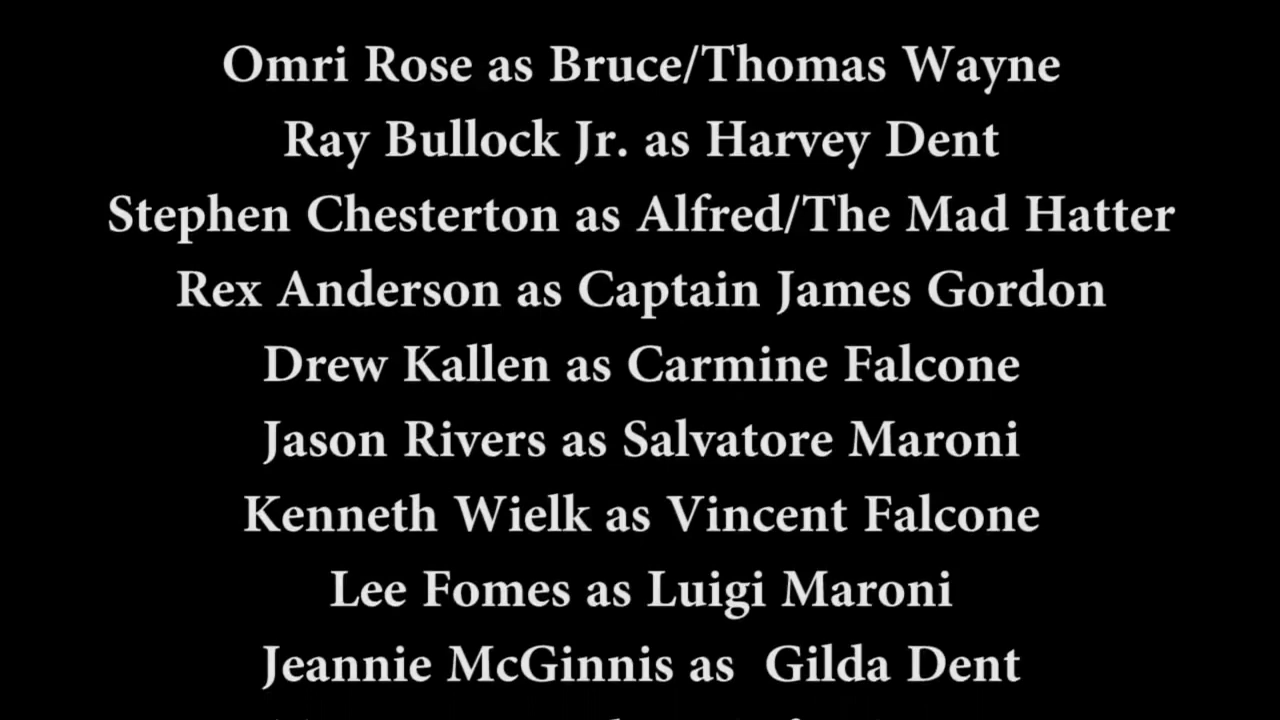 Omri Rose as Bruce/Thomas Wayne
Ray Bullock Jr. as Harvey Dent
Stephen Chesterton as Alfred/The Mad Hatter
Rex Anderson as Captain James Gordon
Drew Kallen as Carmine Falcone
Jason Rivers as Salvatore Maroni
Kenneth Wielk as Vincent Falcone
Lee Fomes as Luigi Maroni
Jeannie McGinnis as  Gilda Dent